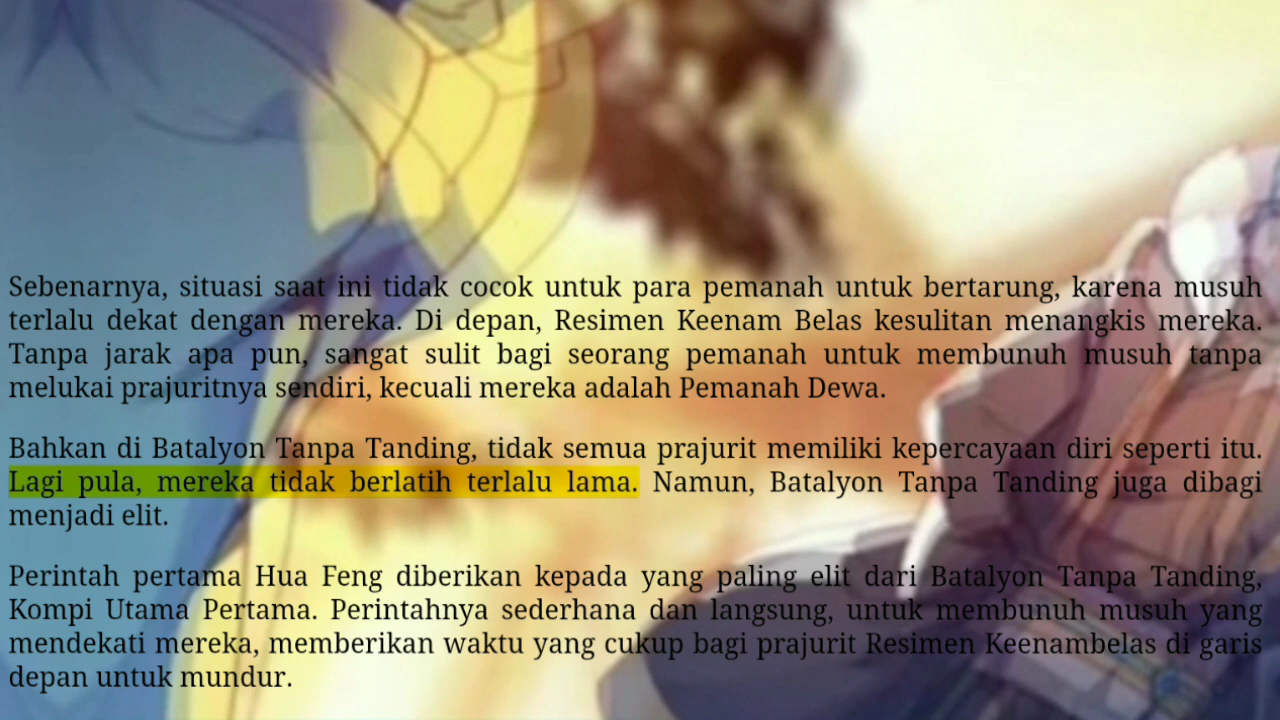 Sebenarnya, situasi saat ini tidak cocok untuk para pemanah untuk bertarung, karena musuh
terlalu dekat dengan mereka. Di depan, Resimen Keenam Belas kesulitan menangkis mereka.
Tanpa jarak apa pun, sangat sulit bagi seorang pemanah untuk membunuh musuh tanpa
melukai prajuritnya sendiri, kecuali mereka adalah Pemanah Dewa.
Bahkan di Batalyon Tanpa Tanding, tidak semua prajurit memiliki kepercayaan diri seperti itu.
Lagi pula, mereka tidak berlatih terlalu lama. Namun, Batalyon Tanpa Tanding juga dibagi
menjadi elit.
Perintah pertama Hua Feng diberikan kepada yang paling elit dari Batalyon Tanpa Tanding,
Kompi Utama Pertama. Perintahnya sederhana dan langsung, untuk membunuh musuh yang
mendekati mereka, memberikan waktu yang cukup bagi prajurit Resimen Keenambelas di garis
depan untuk mundur.